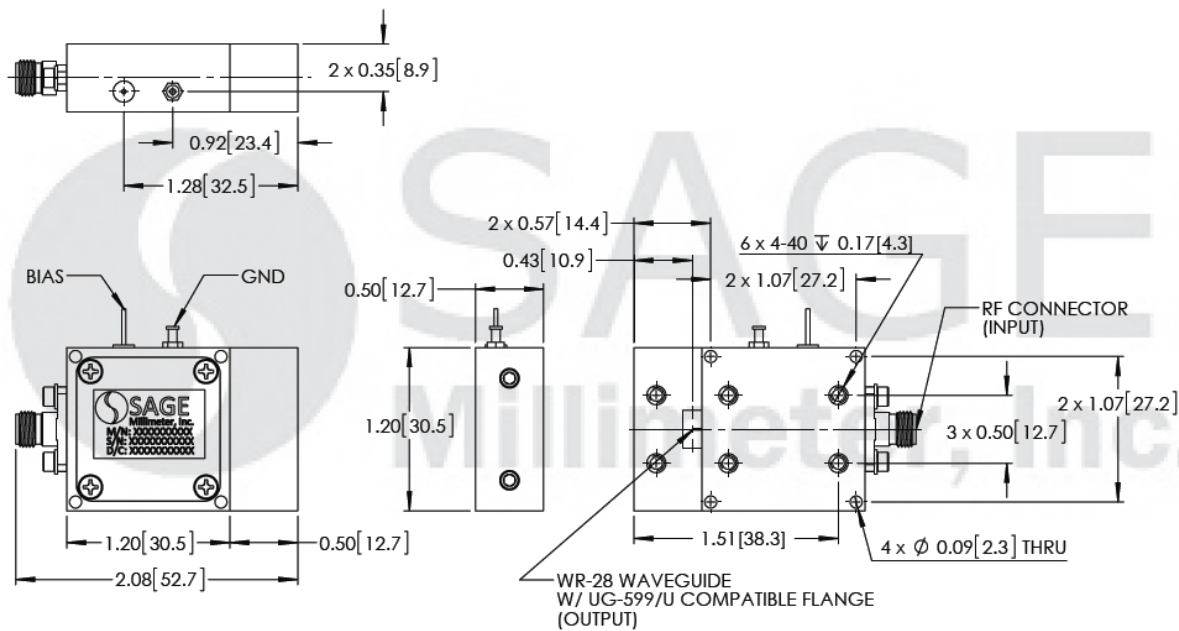 2 x 0.35[8.9]
0.92[23.4]
1.28[32.5]
SAGE
Millimeter, Inc.
2 x 0.57[14.4]
6 x 4-40 ↧ 0.17[4.3]
0.43[10.9]
2 x 1.07[27.2]
BIAS
GND
0.50[12.7]
RF CONNECTOR
(INPUT)
SAGE
Millimeter, Inc.
M/N: XXXXXXXXXX
S/N: XXXXXXXXXXX
D/C: XXXXXXXXXXX
1.20[30.5]
2 x 1.07[27.2]
3 x 0.50[12.7]
1.20[30.5]
0.50[12.7]
2.08[52.7]
1.51[38.3]
4 x Ø 0.09[2.3] THRU
WR-28 WAVEGUIDE
W/ UG-599/U COMPATIBLE FLANGE
(OUTPUT)